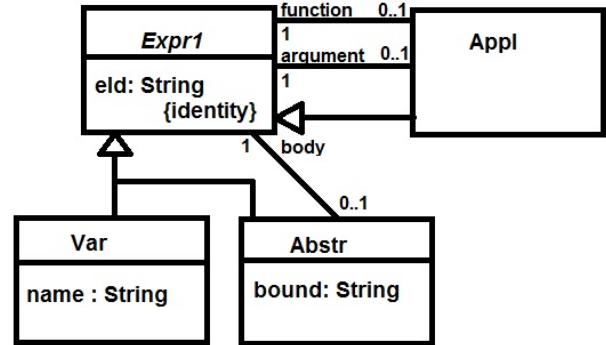 function 0..1
Expr1
1
Appl
argument 0..1
eId: String
1
{identity}
1 body
0..1
Var
Abstr
name : String
bound: String